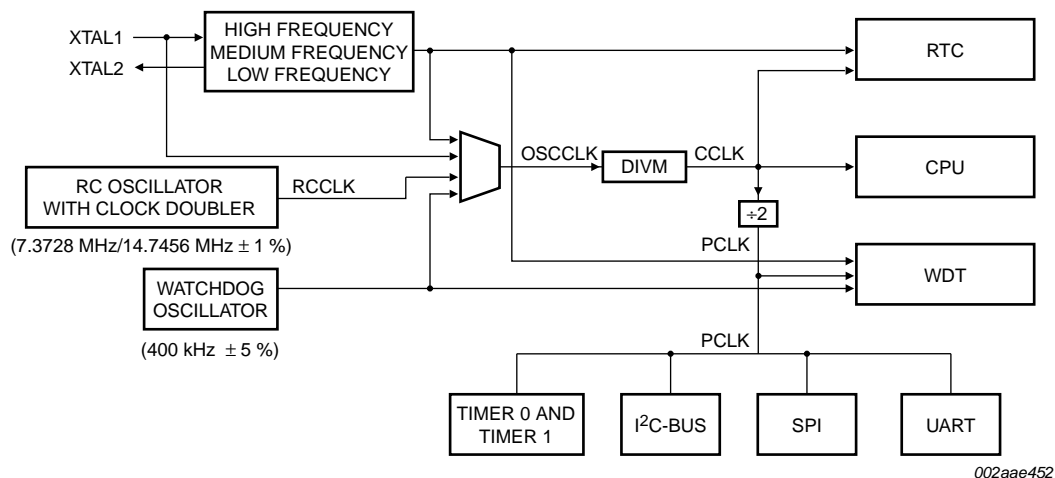 XTAL1
XTAL2
HIGH FREQUENCY
MEDIUM FREQUENCY
LOW FREQUENCY
RTC
OSCCLK
DIVM
CCLK
CPU
RC OSCILLATOR
WITH CLOCK DOUBLER
RCCLK
(7.3728 MHz/14.7456 MHz ± 1 %)
÷2
PCLK
WDT
WATCHDOG
OSCILLATOR
(400 kHz ± 5 %)
PCLK
TIMER 0 AND
TIMER 1
I²C-BUS
SPI
UART
002aae452